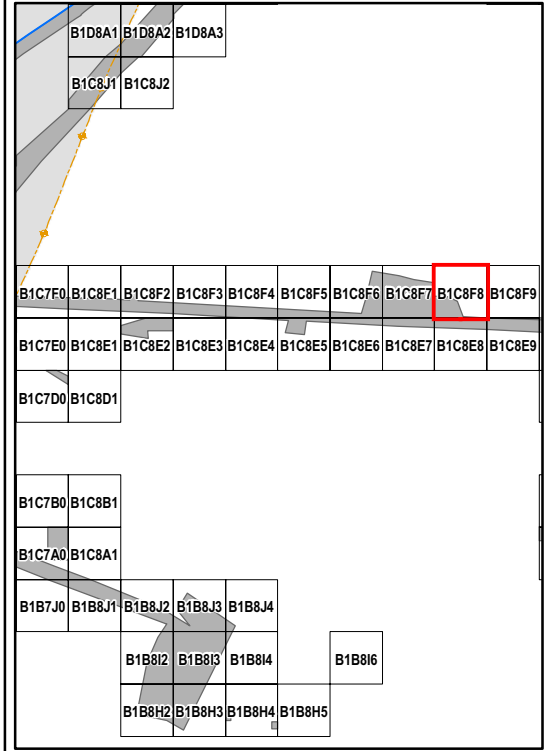 B1D8A1 B1D8A2 B1D8A3
B1C8J1 B1C8J2
B1C7F0 B1C8F1 B1C8F2 B1C8F3 B1C8F4 B1C8F5 B1C8F6 B1C8F7 B1C8F8 B1C8F9
B1C7E0 B1C8E1 B1C8E2 B1C8E3 B1C8E4 B1C8E5 B1C8E6 B1C8E7 B1C8E8 B1C8E9
B1C7D0 B1C8D1
B1C7B0 B1C8B1
B1C7A0 B1C8A1
B1B7J0 B1B8J1 B1B8J2 B1B8J3 B1B8J4
B1B8I2 B1B8I3 B1B8I4 B1B8I6
B1B8H2 B1B8H3 B1B8H4 B1B8H5